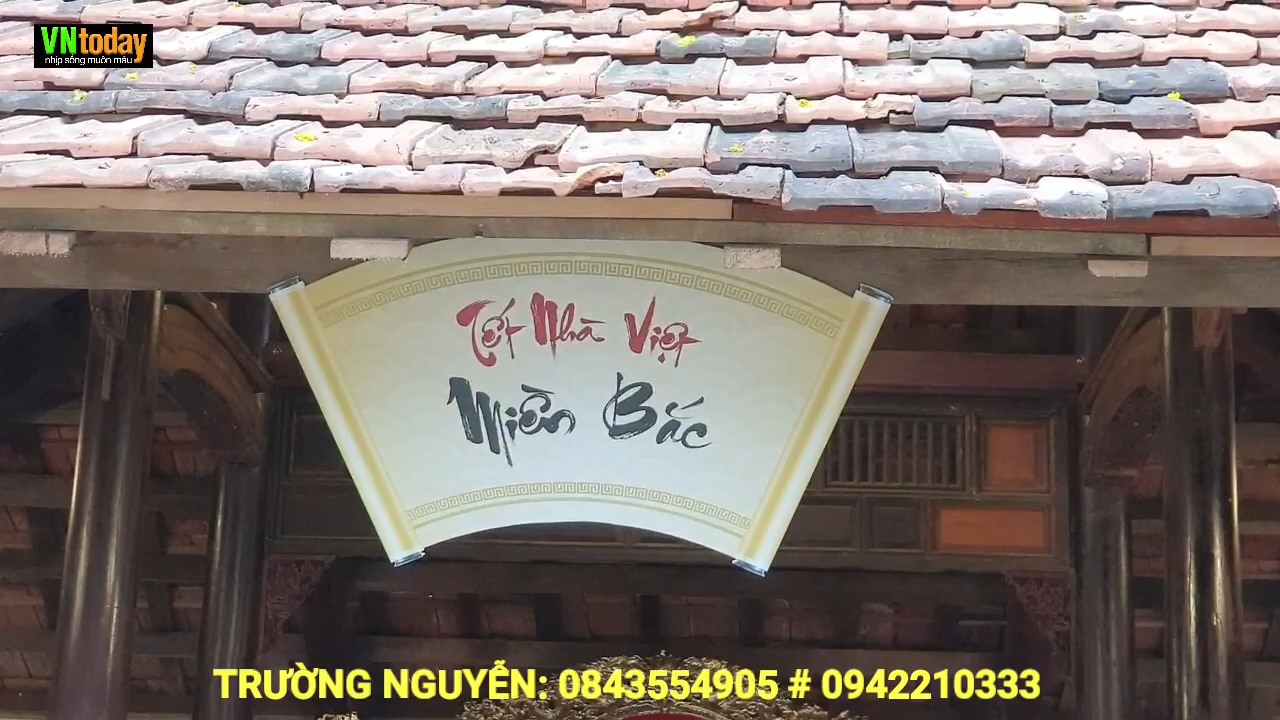 VNtoday
nhịp sống muôn màu
Tết Nhà Việt
Miền Bắc
TRƯỜNG NGUYỄN: 0843554905 # 0942210333